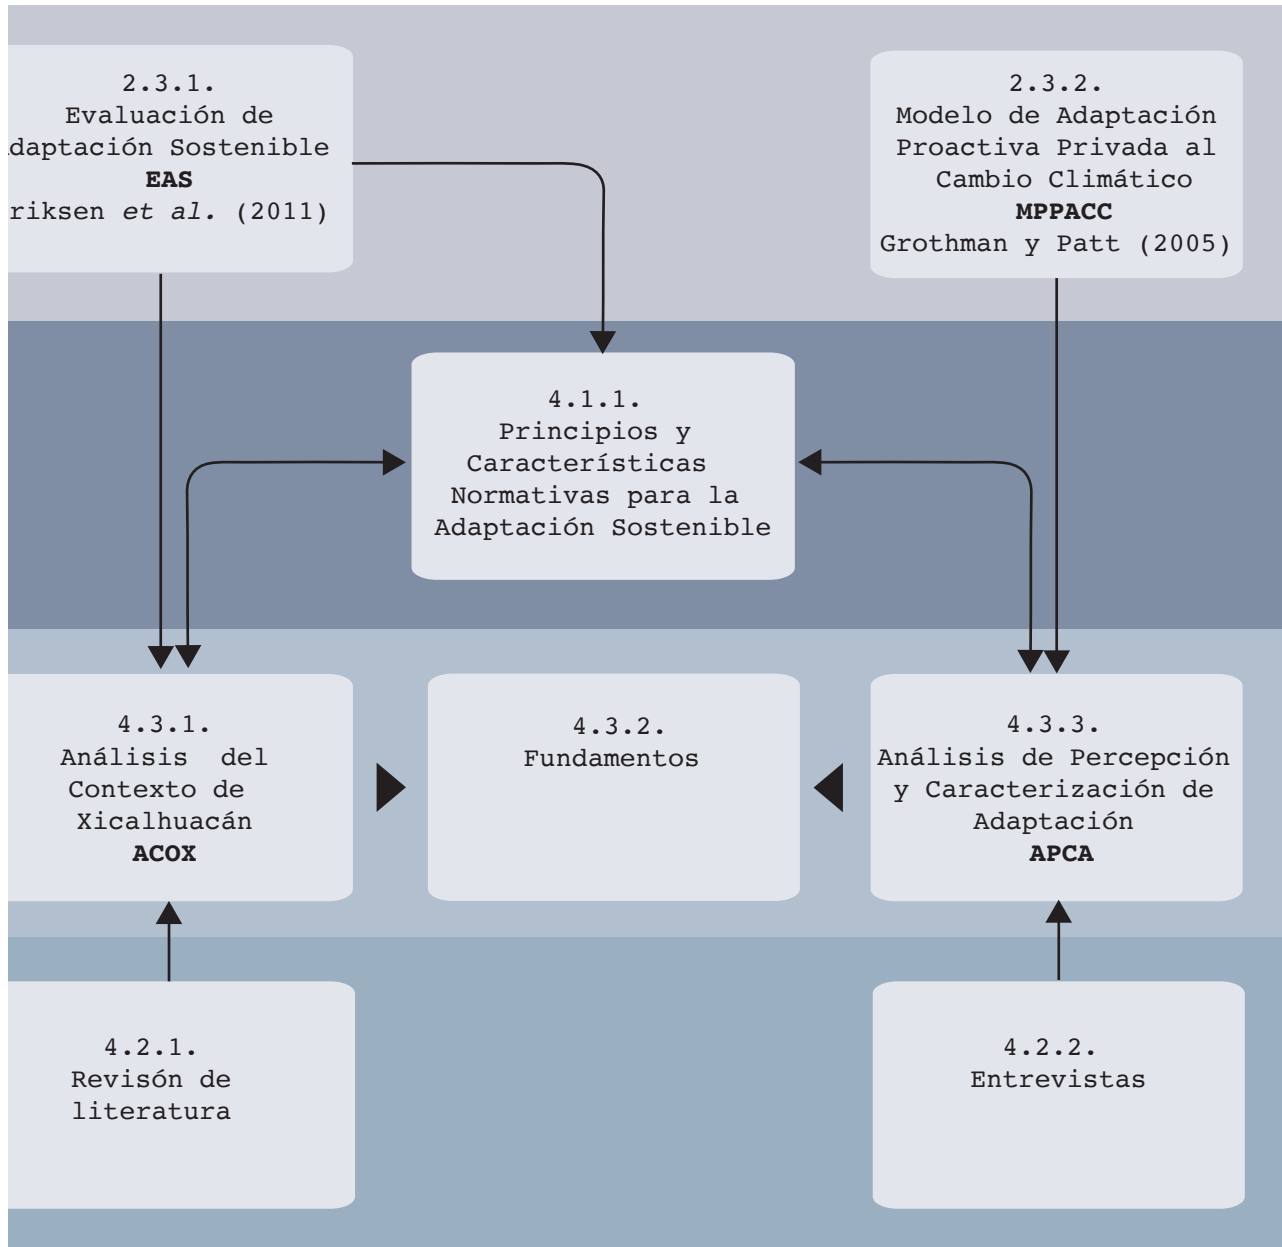 2.3.1.
Evaluación de
daptación Sostenible
EAS
riksen et al. (2011)
2.3.2.
Modelo de Adaptación
Proactiva Privada al
Cambio Climático
MPPACC
Grothman y Patt (2005)
4.1.1.
Principios y
Características
Normativas para la
Adaptación Sostenible
4.3.1.
Análisis del
Contexto de
Xicalhuacán
ACOX
4.3.2.
Fundamentos
4.3.3.
Análisis de Percepción
y Caracterización de
Adaptación
APCA
4.2.1.
Revisón de
literatura
4.2.2.
Entrevistas